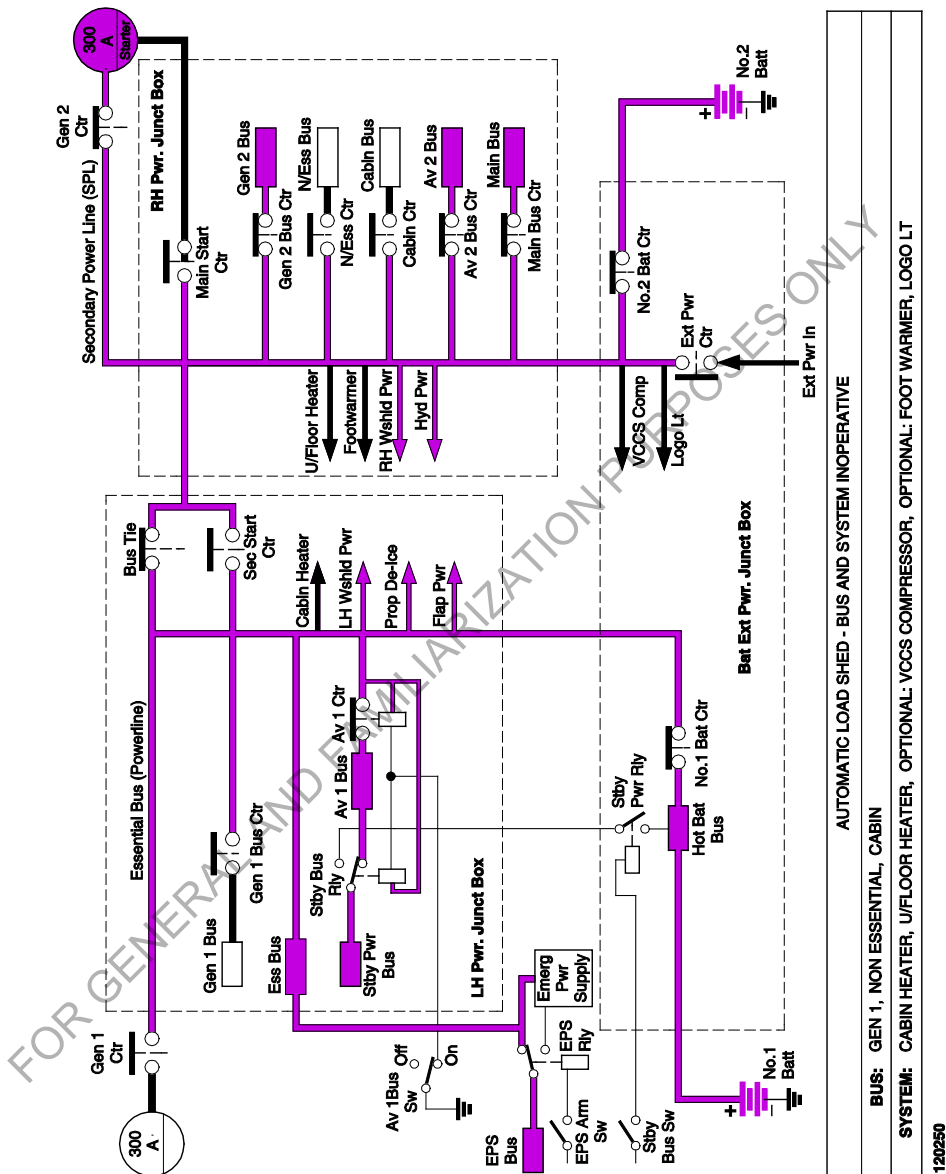 300
A
Starter
Gen 2
Ctr
Secondary Power Line (SPL)
RH Pwr. Junct Box
Main Start
Ctr
Gen 2 Bus
Gen 2 Bus Ctr
N/Ess Bus
N/Ess Ctr
Cabin Bus
Cabin Ctr
Av 2 Bus
Av 2 Bus Ctr
Main Bus
Main Bus Ctr
No.2 Bat Ctr
+
-
No.2
Batt
Ext Pwr
Ctr
Ext Pwr In
U/Floor Heater
Footwarmer
RH Wshld Pwr
Hyd Pwr
VCCS Comp
Logo Lt
Bus Tie
Sec Start
Ctr
Cabin Heater
LH Wshld Pwr
Prop De-Ice
Flap Pwr
Bat Ext Pwr. Junct Box
Essential Bus (Powerline)
Av 1 Ctr
Av 1 Bus
Gen 1 Bus Ctr
Gen 1 Bus
Stby Bus
Rly
Stby Pwr
Bus
Ess Bus
LH Pwr. Junct Box
Stby
Pwr Rly
No.1 Bat Ctr
Hot Bat
Bus
Gen 1
Ctr
300
A
Off
On
Av 1Bus
Sw
Emerg
Pwr
Supply
EPS
Rly
EPS
Bus
EPS Arm
Sw
Stby
Bus Sw
+
-
No.1
Batt
FOR GENERAL AND FAMILIARIZATION PURPOSES ONLY
AUTOMATIC LOAD SHED - BUS AND SYSTEM INOPERATIVE
BUS: GEN 1, NON ESSENTIAL, CABIN
SYSTEM: CABIN HEATER, U/FLOOR HEATER, OPTIONAL: VCCS COMPRESSOR, OPTIONAL: FOOT WARMER, LOGO LT
120250